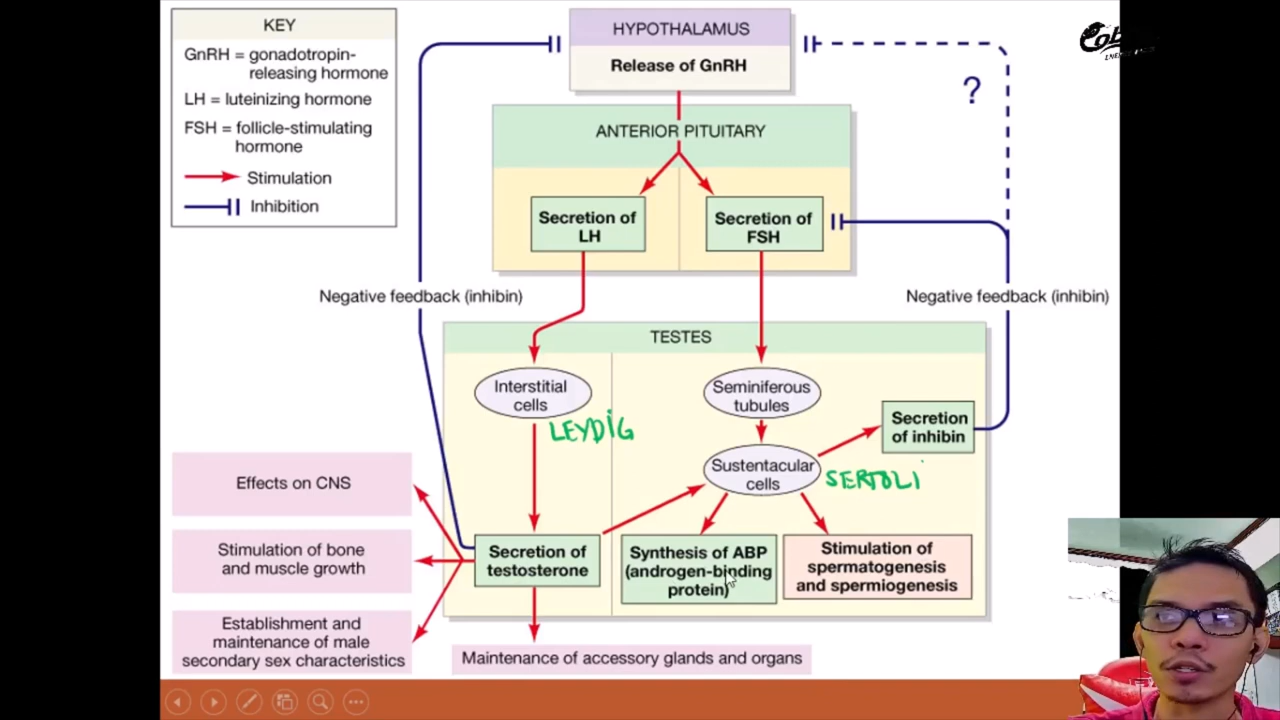 KEY
GnRH = gonadotropin-
releasing hormone
LH = luteinizing hormone
FSH = follicle-stimulating
hormone
Stimulation
Inhibition
HYPOTHALAMUS
Release of GnRH
?
ANTERIOR PITUITARY
Secretion of
LH
Secretion of
FSH
Negative feedback (inhibin)
Negative feedback (inhibin)
TESTES
Interstitial
cells
LEYDIG
Seminiferous
tubules
Secretion
of inhibin
Sustentacular
cells
SERTOLI
Effects on CNS
Stimulation of bone
and muscle growth
Establishment and
maintenance of male
secondary sex characteristics
Secretion of
testosterone
Synthesis of ABP
(androgen-binding
protein)
Stimulation of
spermatogenesis
and spermiogenesis
Maintenance of accessory glands and organs